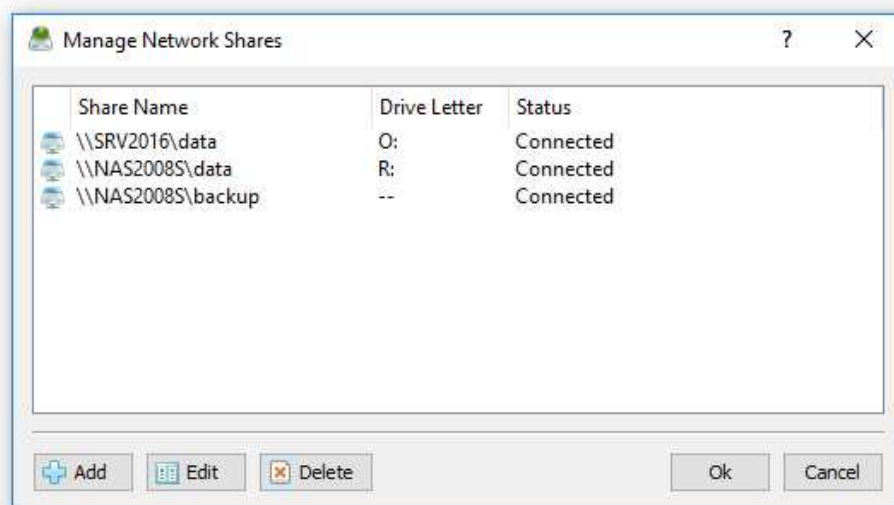 Manage Network Shares ?
Share Name Drive Letter Status
\\SRV2016\data O: Connected
\\NAS2008S\data R: Connected
\\NAS2008S\backup -- Connected
Add Edit Delete Ok Cancel